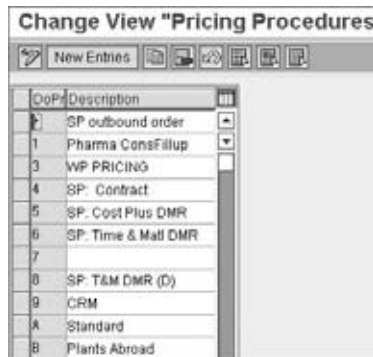 Change View "Pricing Procedures
New Entries
DoPr Description
SP outbound order
1 Pharma ConsFillup
3 WP PRICING
4 SP: Contract
5 SP: Cost Plus DMR
6 SP: Time & Matl DMR
7
8 SP: T&M DMR (D)
9 CRM
A Standard
B Plants Abroad